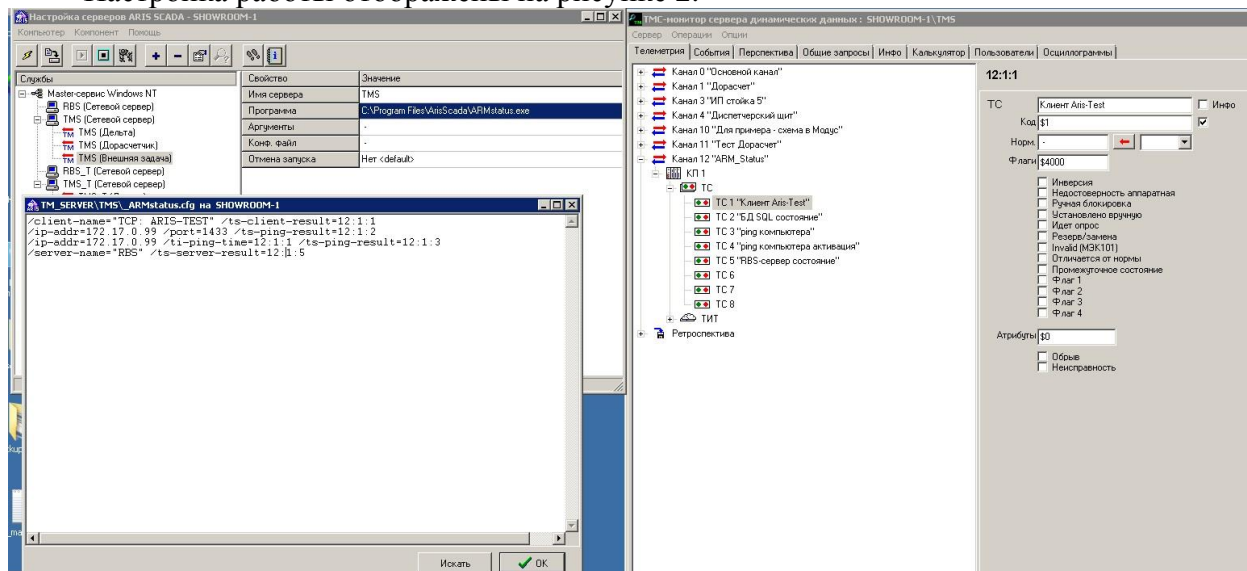 Настройка работы отображены на рисунке 2.
Настройка серверов ARIS SCADA - SHOWROOM-1
Компьютер Компонент Помощь
Службы
Master-сервис Windows NT
RBS (Сетевой сервер)
TMS (Сетевой сервер)
TMS (Дельта)
TMS (Дорасчетчик)
TMS (Внешняя задача)
RBS_T (Сетевой сервер)
TMS_T (Сетевой сервер)
Свойство Значение
Имя сервера TMS
Программа C:\Program Files\ArisScada\ARMstatus.exe
Аргументы .
Конф. файл .
Отмена запуска Нет <default>
TM_SERVER\TMS\_ARMstatus.cfg на SHOWROOM-1
/client-name="TCP: ARIS-TEST" /ts-client-result=12:1:1
/ip-addr=172.17.0.99 /port=1433 /ts-ping-result=12:1:2
/ip-addr=172.17.0.99 /ti-ping-time=12:1:1 /ts-ping-result=12:1:3
/server-name="RBS" /ts-server-result=12:1:5
Искать OK
ТМС-монитор сервера динамических данных : SHOWROOM-1\TMS
Сервер Операции Опции
Телеметрия События Перспектива Общие запросы Инфо Калькулятор Пользователи Осциллограммы
Канал 0 "Основной канал"
Канал 1 "Дорасчет"
Канал 3 "ИП стойка 5"
Канал 4 "Диспетчерский щит"
Канал 10 "Для примера - схема в Модус"
Канал 11 "Тест Дорасчет"
Канал 12 "ARM_Status"
КП 1
ТС
ТС 1 "Клиент Aris-Test"
ТС 2 "БД SQL состояние"
ТС 3 "ping компьютера"
ТС 4 "ping компьютера активация"
ТС 5 "RBS-сервер состояние"
ТС 6
ТС 7
ТС 8
ТИТ
Ретроспектива
12:1:1
ТС Клиент Aris-Test Инфо
Код $1
Норм. -
Флаги $4000
Инверсия
Недостоверность аппаратная
Ручная блокировка
Установлено вручную
Идет опрос
Резерв/замена
Invalid (МЭК101)
Отличается от нормы
Промежуточное состояние
Флаг 1
Флаг 2
Флаг 3
Флаг 4
Атрибуты $0
Обрыв
Неисправность